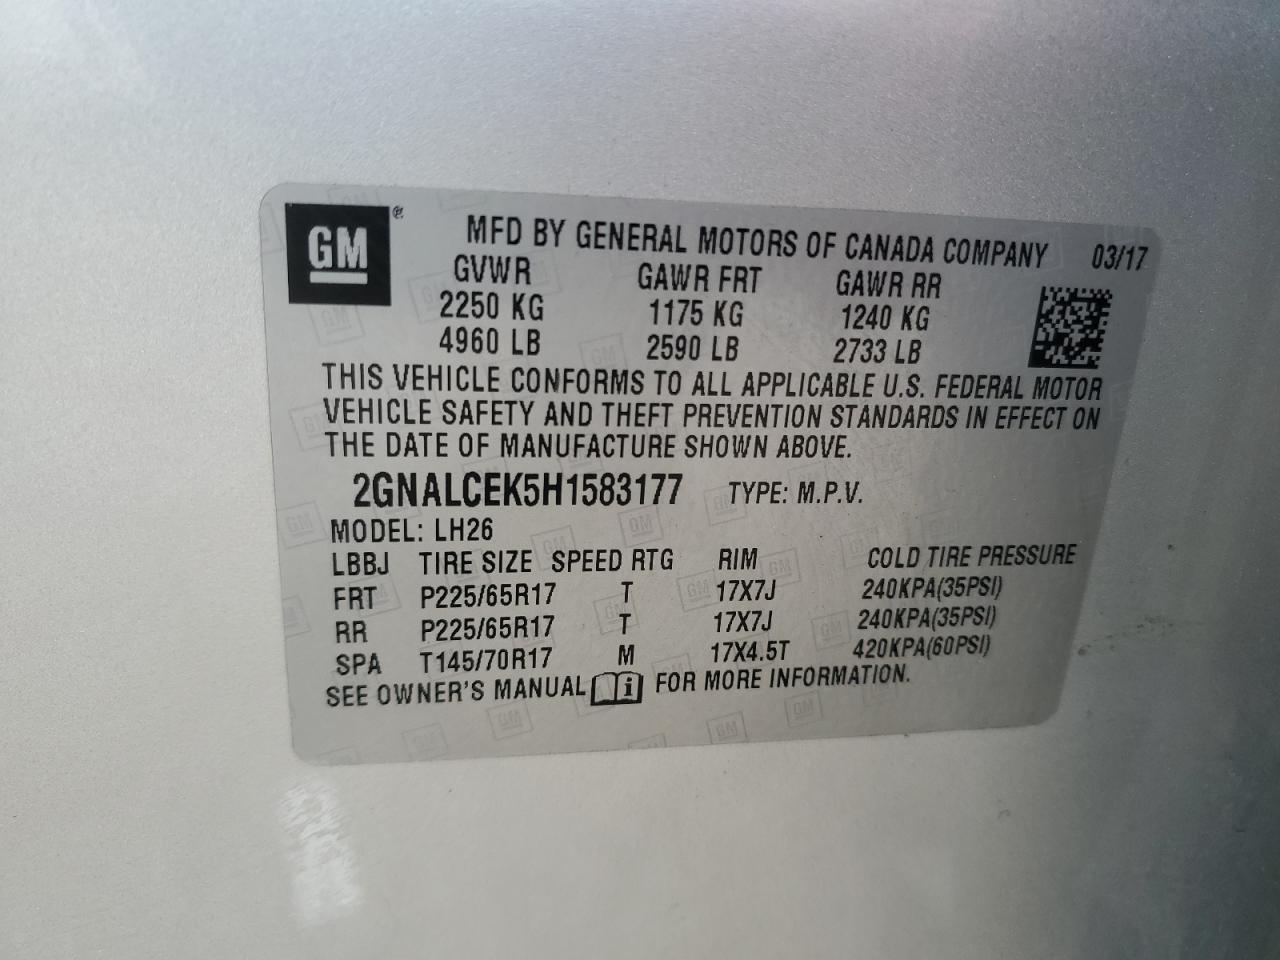 GM
MFD BY GENERAL MOTORS OF CANADA COMPANY 03/17
GVWR GAWR FRT GAWR RR
2250 KG 1175 KG 1240 KG
4960 LB 2590 LB 2733 LB
THIS VEHICLE CONFORMS TO ALL APPLICABLE U.S. FEDERAL MOTOR
VEHICLE SAFETY AND THEFT PREVENTION STANDARDS IN EFFECT ON
THE DATE OF MANUFACTURE SHOWN ABOVE.
2GNALCEK5H1583177 TYPE: M.P.V.
MODEL: LH26
LBBJ TIRE SIZE SPEED RTG RIM COLD TIRE PRESSURE
FRT P225/65R17 T 17X7J 240KPA(35PSI)
RR P225/65R17 T 17X7J 240KPA(35PSI)
SPA T145/70R17 M 17X4.5T 420KPA(60PSI)
SEE OWNER'S MANUAL i FOR MORE INFORMATION.